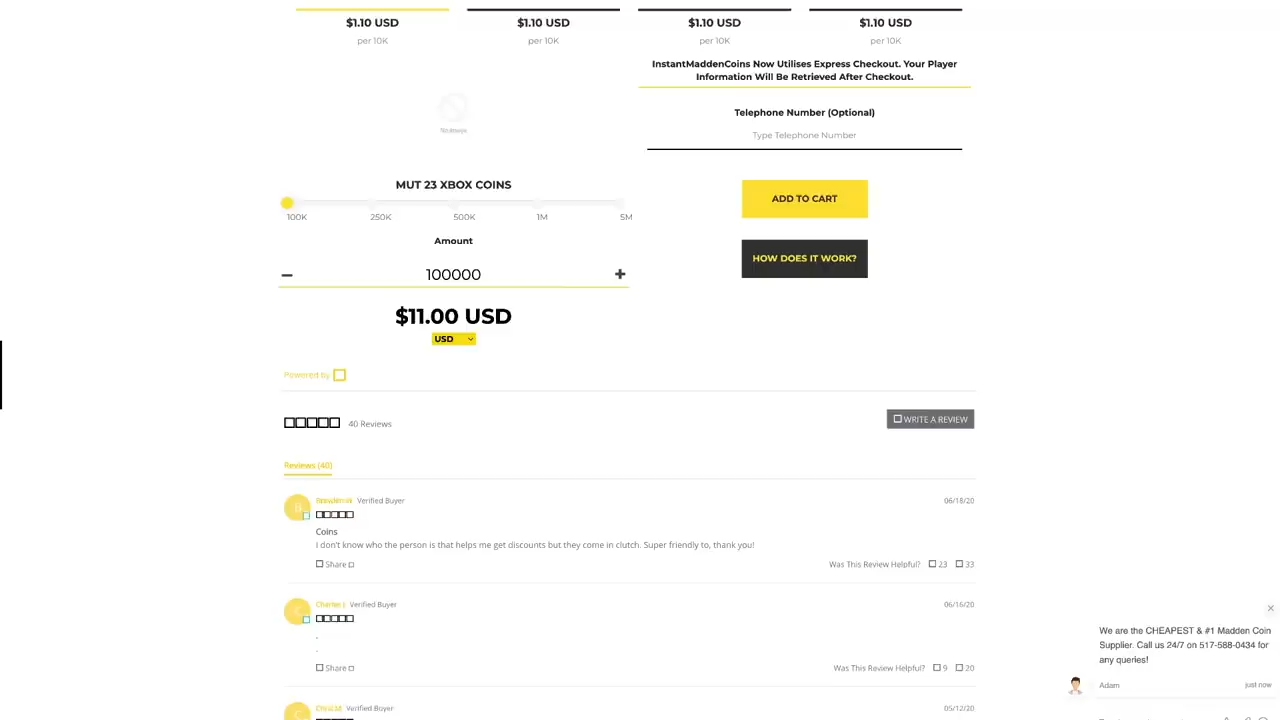 $1.10 USD
$1.10 USD
$1.10 USD
$1.10 USD
per 10K
per 10K
per 10K
per 10K
InstantMaddenCoins Now Utilises Express Checkout. Your Player
Information Will Be Retrieved After Checkout.
Telephone Number (Optional)
Type Telephone Number
MUT 23 XBOX COINS
100K 250K 500K 1M 5M
Amount
100000
$11.00 USD
USD
ADD TO CART
HOW DOES IT WORK?
Powered by
40 Reviews
WRITE A REVIEW
Reviews (40)
Verified Buyer
06/18/20
Coins
I don't know who the person is that helps me get discounts but they come in clutch. Super friendly to, thank you!
Share
Was This Review Helpful? 23 33
Verified Buyer
06/16/20
.
.
Share
Was This Review Helpful? 9 20
Verified Buyer
05/12/20
We are the CHEAPEST & #1 Madden Coin
Supplier. Call us 24/7 on 517-588-0434 for
any queries!
Adam
just now